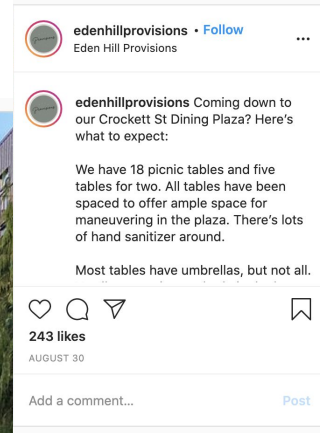 edenhillprovisions • Follow
Eden Hill Provisions
edenhillprovisions Coming down to
our Crockett St Dining Plaza? Here's
what to expect:
We have 18 picnic tables and five
tables for two. All tables have been
spaced to offer ample space for
maneuvering in the plaza. There's lots
of hand sanitizer around.
Most tables have umbrellas, but not all.
243 likes
AUGUST 30
Add a comment...
Post